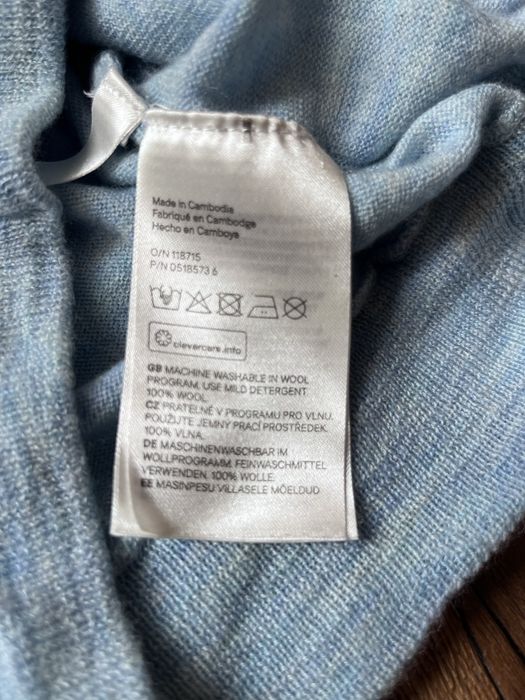 Made in Cambodia
Fabriqué en Cambodge
Hecho en Camboya
O/N 118715
P/N 0518573 6
clevercare.info
GB MACHINE WASHABLE IN WOOL
PROGRAM. USE MILD DETERGENT.
100% WOOL
CZ PRATELNÉ V PROGRAMU PRO VLNU.
POUŽIJTE JEMNÝ PRACÍ PROSTŘEDEK.
100% VLNA
DE MASCHINENWASCHBAR IM
WOLLPROGRAMM. FEINWASCHMITTEL
VERWENDEN. 100% WOLLE
EE MASINPESU VILLASELE MÕELDUD